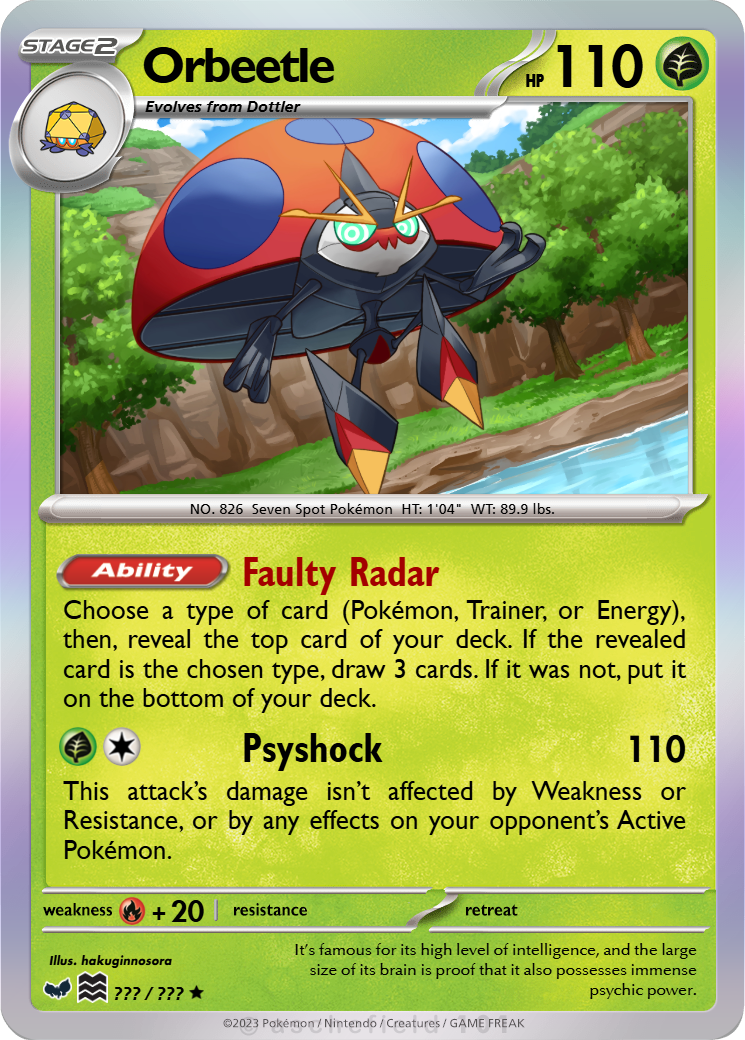 STAGE2
Orbeetle
HP 110
Evolves from Dottler
NO. 826 Seven Spot Pokémon HT: 1'04" WT: 89.9 lbs.
Ability Faulty Radar
Choose a type of card (Pokémon, Trainer, or Energy),
then, reveal the top card of your deck. If the revealed
card is the chosen type, draw 3 cards. If it was not, put it
on the bottom of your deck.
Psyshock 110
This attack's damage isn't affected by Weakness or
Resistance, or by any effects on your opponent's Active
Pokémon.
weakness + 20 resistance retreat
Illus. hakuginnosora
??? / ??? ★
It's famous for its high level of intelligence, and the large
size of its brain is proof that it also possesses immense
psychic power.
©2023 Pokémon / Nintendo / Creatures / GAME FREAK